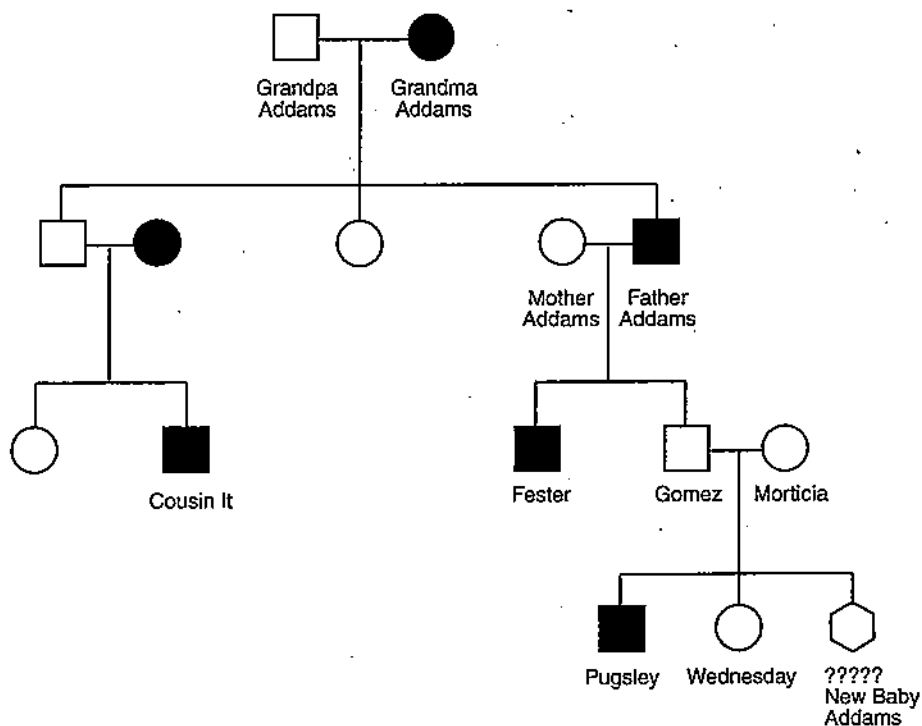 Grandpa
Addams
Grandma
Addams
Mother
Addams
Father
Addams
Cousin It
Fester
Gomez
Morticia
Pugsley
Wednesday
?????
New Baby
Addams